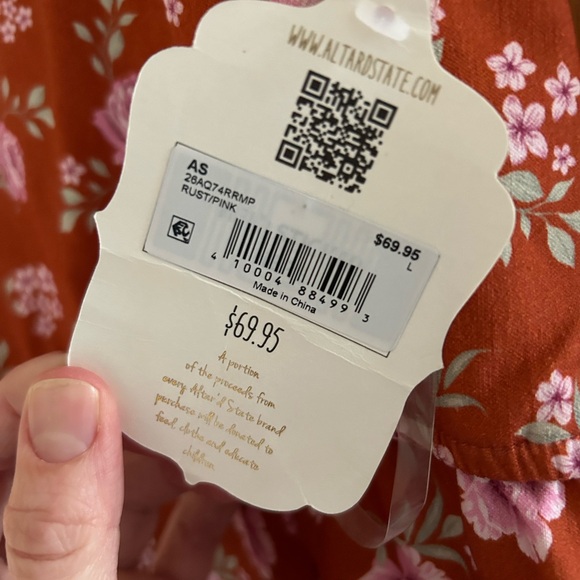 WWW.ALTARDSTATE.COM
AS
26AQ74RRMP
RUST/PINK
$69.95
L
4 10004 88499 3
Made in China
$69.95
A portion
of the proceeds from
every Altar'd State brand
purchase will be donated to
feed, clothe and educate
children.